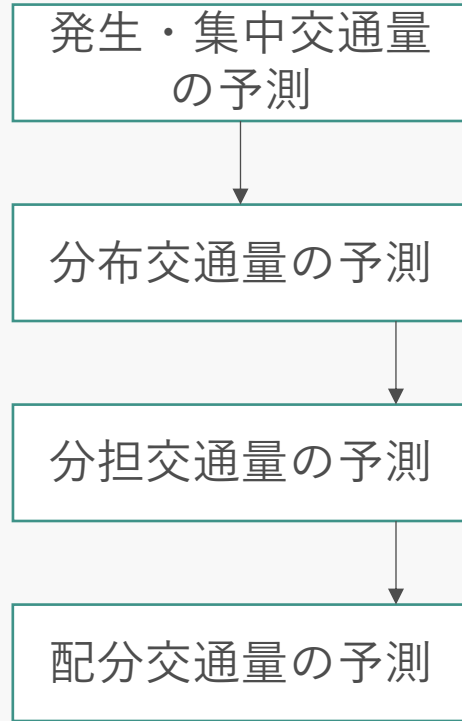 発生・集中交通量
の予測
分布交通量の予測
分担交通量の予測
配分交通量の予測